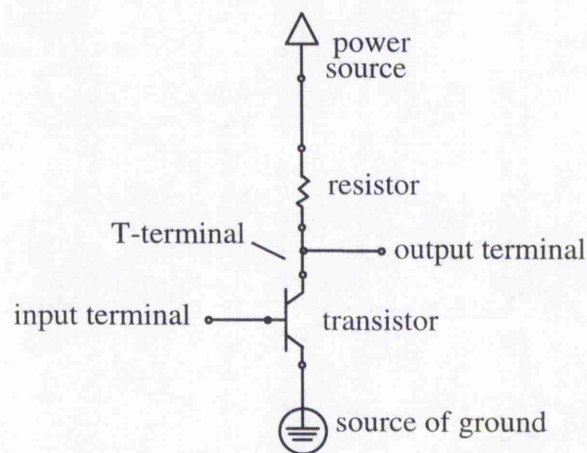 power
source
resistor
T-terminal
output terminal
input terminal
transistor
source of ground